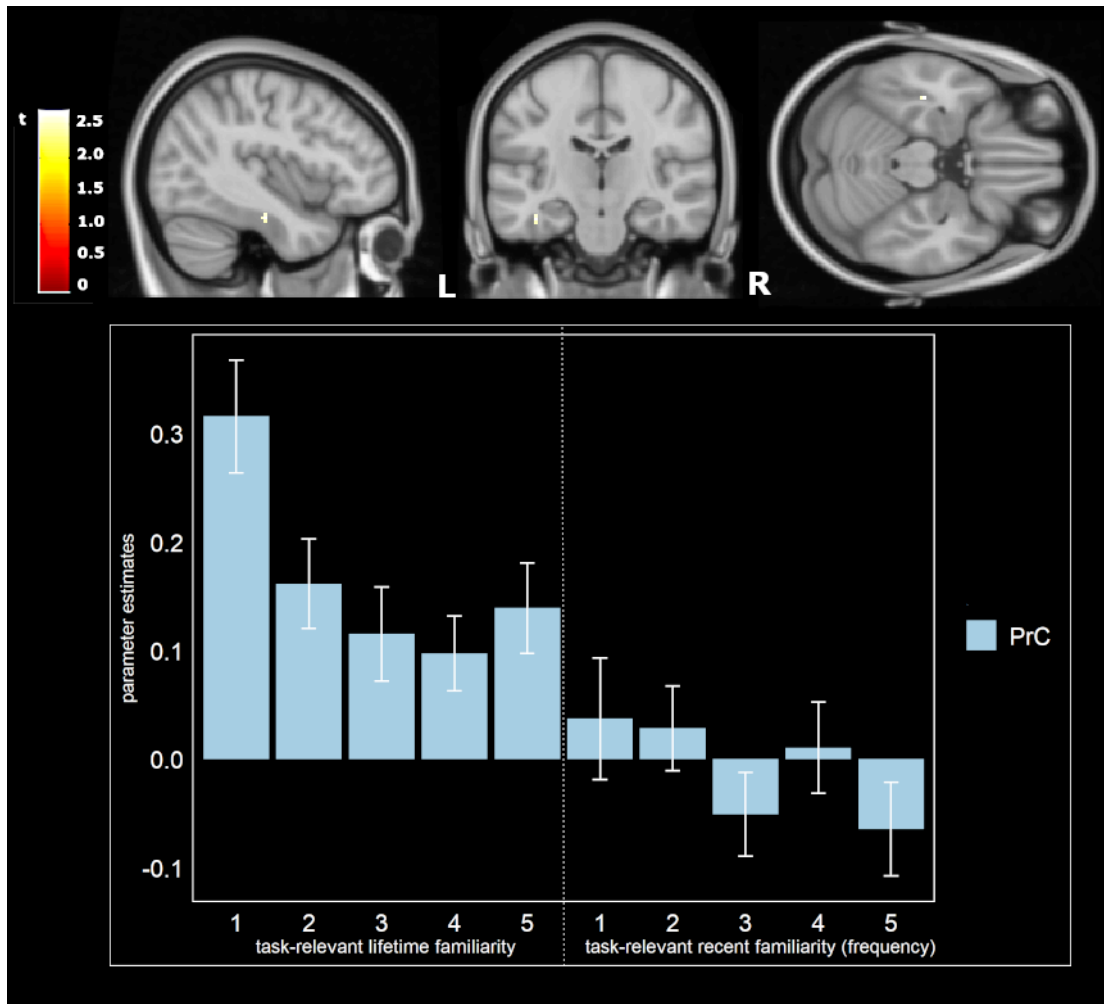 t
2.5
2.0
1.0
0.5
0
L
R
parameter estimates
0.3
0.2
0.1
0.0
-0.1
1 2 3 4 5 1 2 3 4 5
task-relevant lifetime familiarity task-relevant recent familiarity (frequency)
PrC